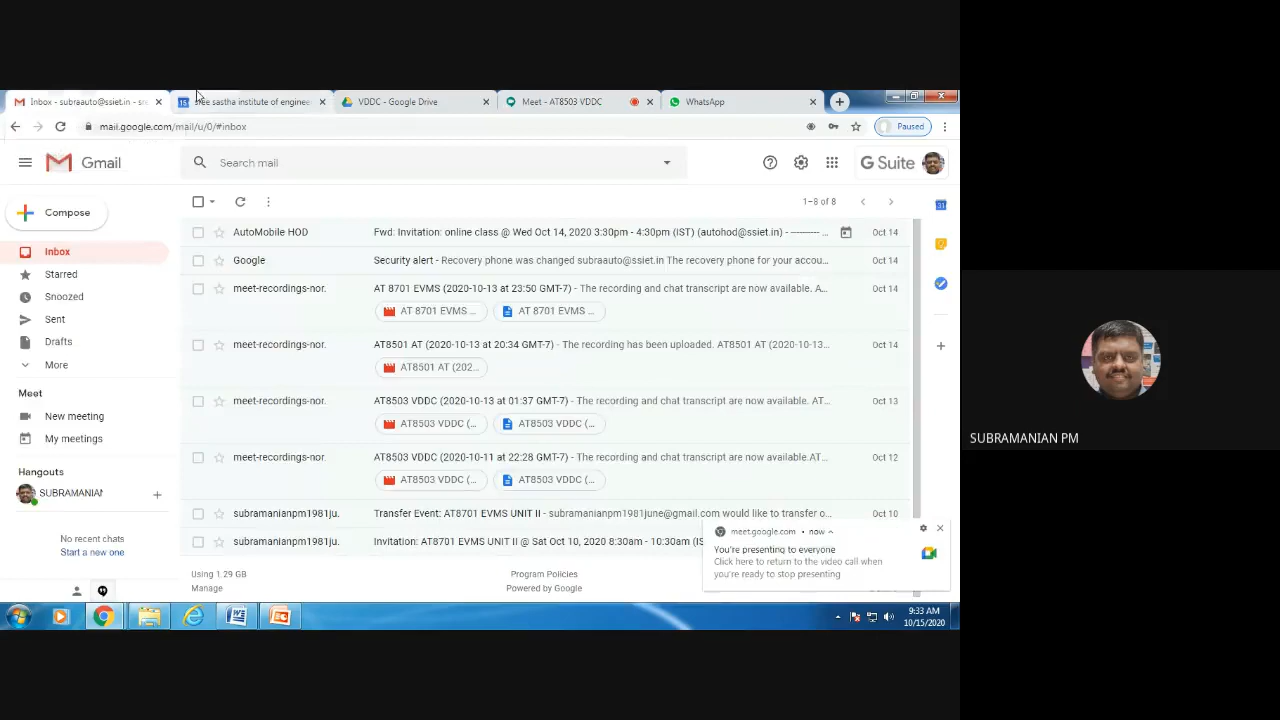 Inbox - subraauto@ssiet.in - sre
sree sastha institute of enginee
VDDC - Google Drive
Meet - AT8503 VDDC
WhatsApp
mail.google.com/mail/u/0/#inbox
Paused
Gmail
Search mail
G Suite
Compose
1–8 of 8
Inbox
Starred
Snoozed
Sent
Drafts
More
Meet
New meeting
My meetings
Hangouts
SUBRAMANIAN
No recent chats
Start a new one
AutoMobile HOD Fwd: Invitation: online class @ Wed Oct 14, 2020 3:30pm - 4:30pm (IST) (autohod@ssiet.in) - ---------- ... Oct 14
Google Security alert - Recovery phone was changed subraauto@ssiet.in The recovery phone for your accou... Oct 14
meet-recordings-nor. AT 8701 EVMS (2020-10-13 at 23:50 GMT-7) - The recording and chat transcript are now available. A... Oct 14
AT 8701 EVMS ... AT 8701 EVMS ...
meet-recordings-nor. AT8501 AT (2020-10-13 at 20:34 GMT-7) - The recording has been uploaded. AT8501 AT (2020-10-13... Oct 14
AT8501 AT (202...
meet-recordings-nor. AT8503 VDDC (2020-10-13 at 01:37 GMT-7) - The recording and chat transcript are now available. AT... Oct 13
AT8503 VDDC (... AT8503 VDDC (...
meet-recordings-nor. AT8503 VDDC (2020-10-11 at 22:28 GMT-7) - The recording and chat transcript are now available.AT... Oct 12
AT8503 VDDC (... AT8503 VDDC (...
subramanianpm1981ju. Transfer Event: AT8701 EVMS UNIT II - subramanianpm1981june@gmail.com would like to transfer o... Oct 10
subramanianpm1981ju. Invitation: AT8701 EVMS UNIT II @ Sat Oct 10, 2020 8:30am - 10:30am (IS
meet.google.com • now
You're presenting to everyone
Click here to return to the video call when
you're ready to stop presenting
Using 1.29 GB
Manage
Program Policies
Powered by Google
9:33 AM
10/15/2020
SUBRAMANIAN PM